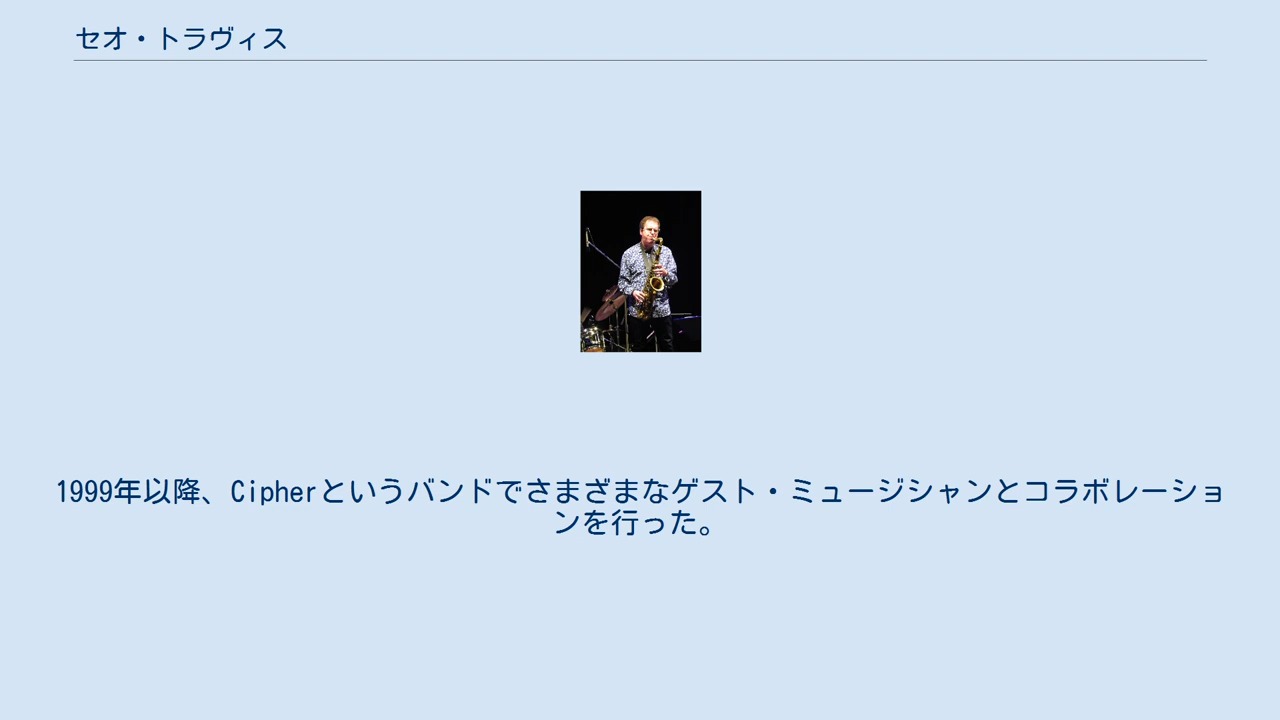 セオ・トラヴィス
1999年以降、Cipherというバンドでさまざまなゲスト・ミュージシャンとコラボレーショ
ンを行った。